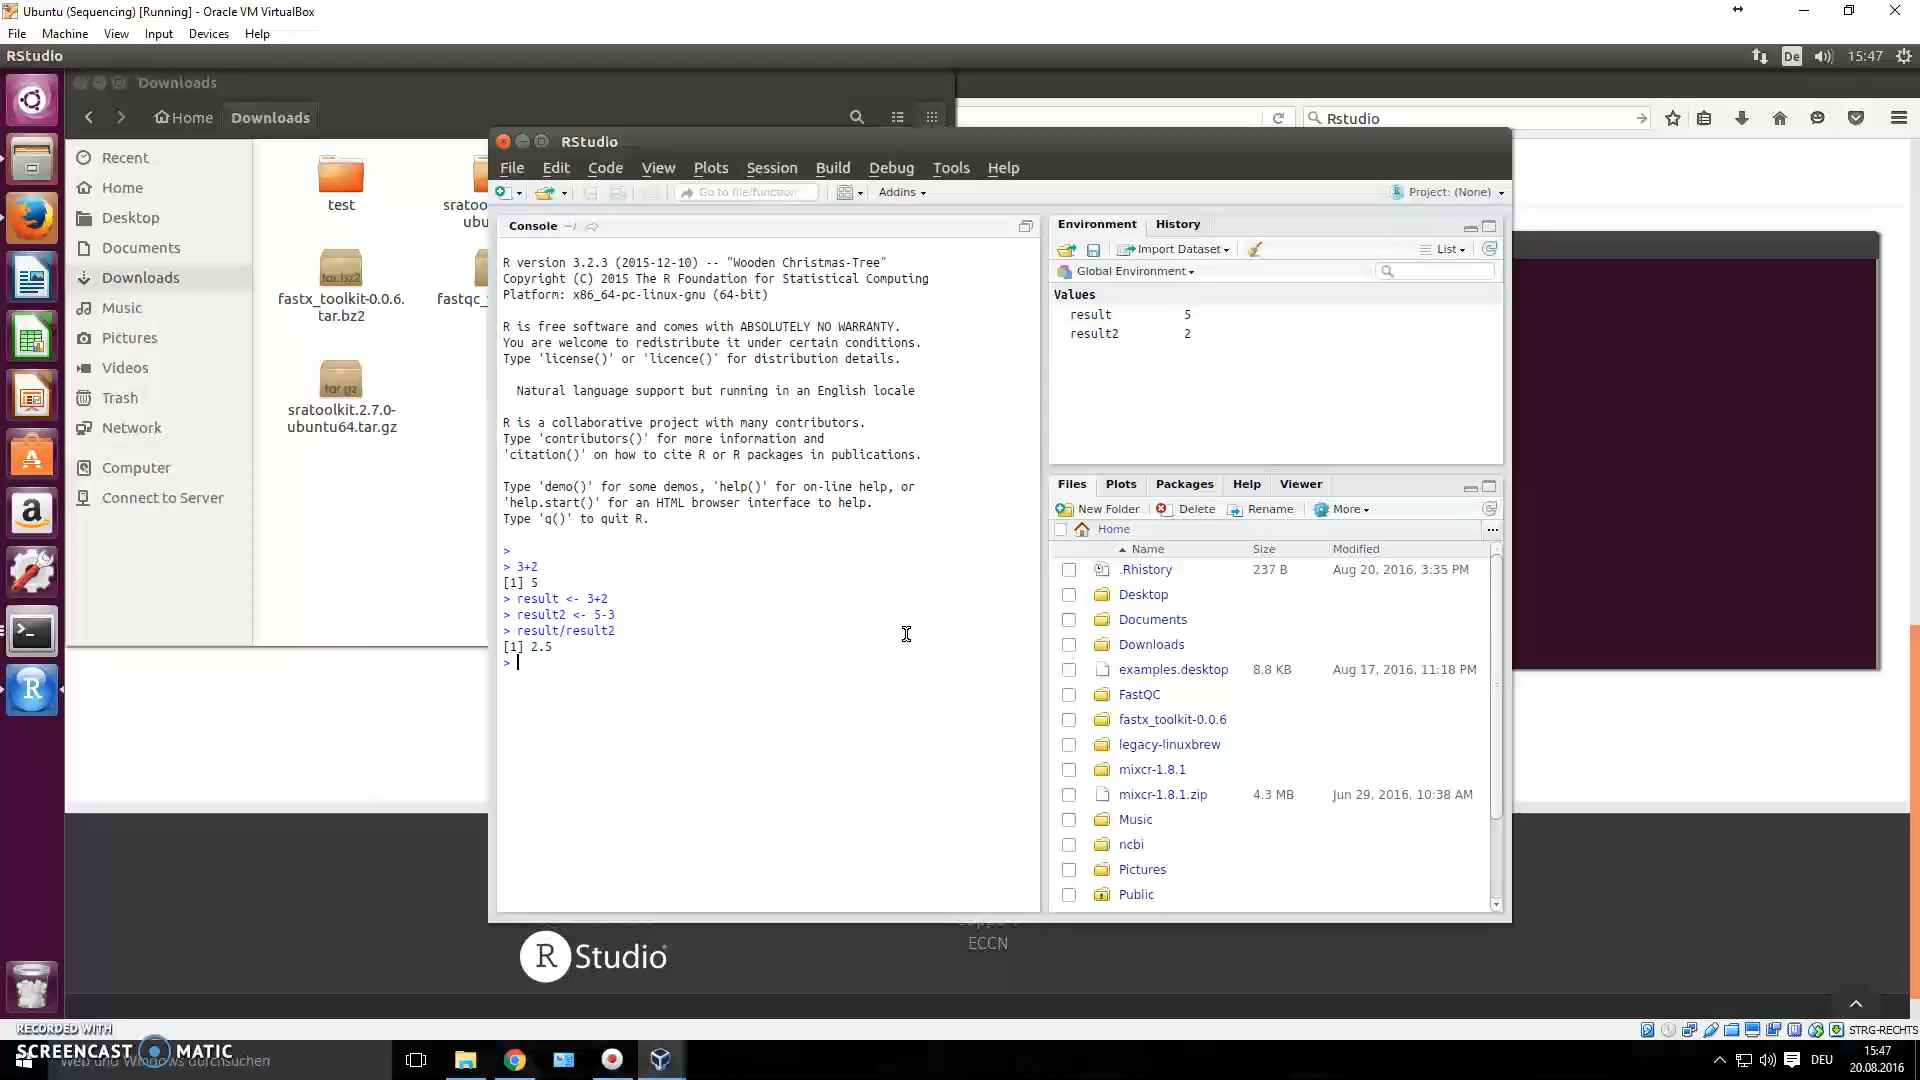 Ubuntu (Sequencing) [Running] - Oracle VM VirtualBox
File Machine View Input Devices Help
RStudio
De 15:47
Downloads
Home Downloads
Rstudio
Recent
Home
Desktop
Documents
Downloads
Music
Pictures
Videos
Trash
Network
Computer
Connect to Server
test
tar.bz2
fastx_toolkit-0.0.6.
tar.bz2
fastqc_
tar.gz
sratoolkit.2.7.0-
ubuntu64.tar.gz
RStudio
File Edit Code View Plots Session Build Debug Tools Help
Go to file/function Addins Project: (None)
Console ~/
R version 3.2.3 (2015-12-10) -- "Wooden Christmas-Tree"
Copyright (C) 2015 The R Foundation for Statistical Computing
Platform: x86_64-pc-linux-gnu (64-bit)
R is free software and comes with ABSOLUTELY NO WARRANTY.
You are welcome to redistribute it under certain conditions.
Type 'license()' or 'licence()' for distribution details.
Natural language support but running in an English locale
R is a collaborative project with many contributors.
Type 'contributors()' for more information and
'citation()' on how to cite R or R packages in publications.
Type 'demo()' for some demos, 'help()' for on-line help, or
'help.start()' for an HTML browser interface to help.
Type 'q()' to quit R.
>
> 3+2
[1] 5
> result <- 3+2
> result2 <- 5-3
> result/result2
[1] 2.5
>
Environment History
Import Dataset List
Global Environment
Values
result 5
result2 2
Files Plots Packages Help Viewer
New Folder Delete Rename More
Home ...
Name Size Modified
.Rhistory 237 B Aug 20, 2016, 3:35 PM
Desktop
Documents
Downloads
examples.desktop 8.8 KB Aug 17, 2016, 11:18 PM
FastQC
fastx_toolkit-0.0.6
legacy-linuxbrew
mixcr-1.8.1
mixcr-1.8.1.zip 4.3 MB Jun 29, 2016, 10:38 AM
Music
ncbi
Pictures
Public
ECCN
R Studio
STRG-RECHTS
RECORDED WITH
SCREENCAST MATIC
Web und Windows durchsuchen
DEU
15:47
20.08.2016